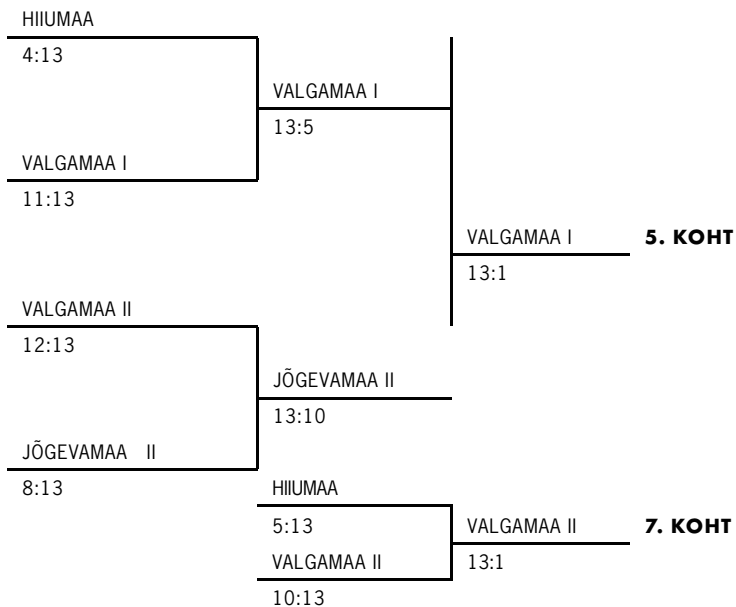 HIIUMAA
4:13
VALGAMAA I
13:5
VALGAMAA I
11:13
VALGAMAA I 5. KOHT
13:1
VALGAMAA II
12:13
JÕGEVAMAA II
13:10
JÕGEVAMAA II
8:13
HIIUMAA
5:13
VALGAMAA II 7. KOHT
VALGAMAA II
13:1
10:13